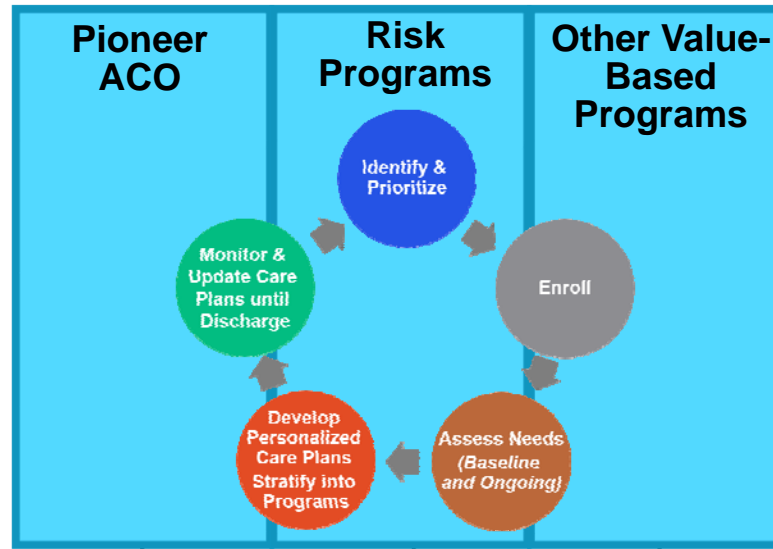 Pioneer
ACO
Risk
Programs
Other Value-
Based
Programs
Identify &
Prioritize
Enroll
Assess Needs
(Baseline
and Ongoing)
Develop
Personalized
Care Plans
Stratify into
Programs
Monitor &
Update Care
Plans until
Discharge